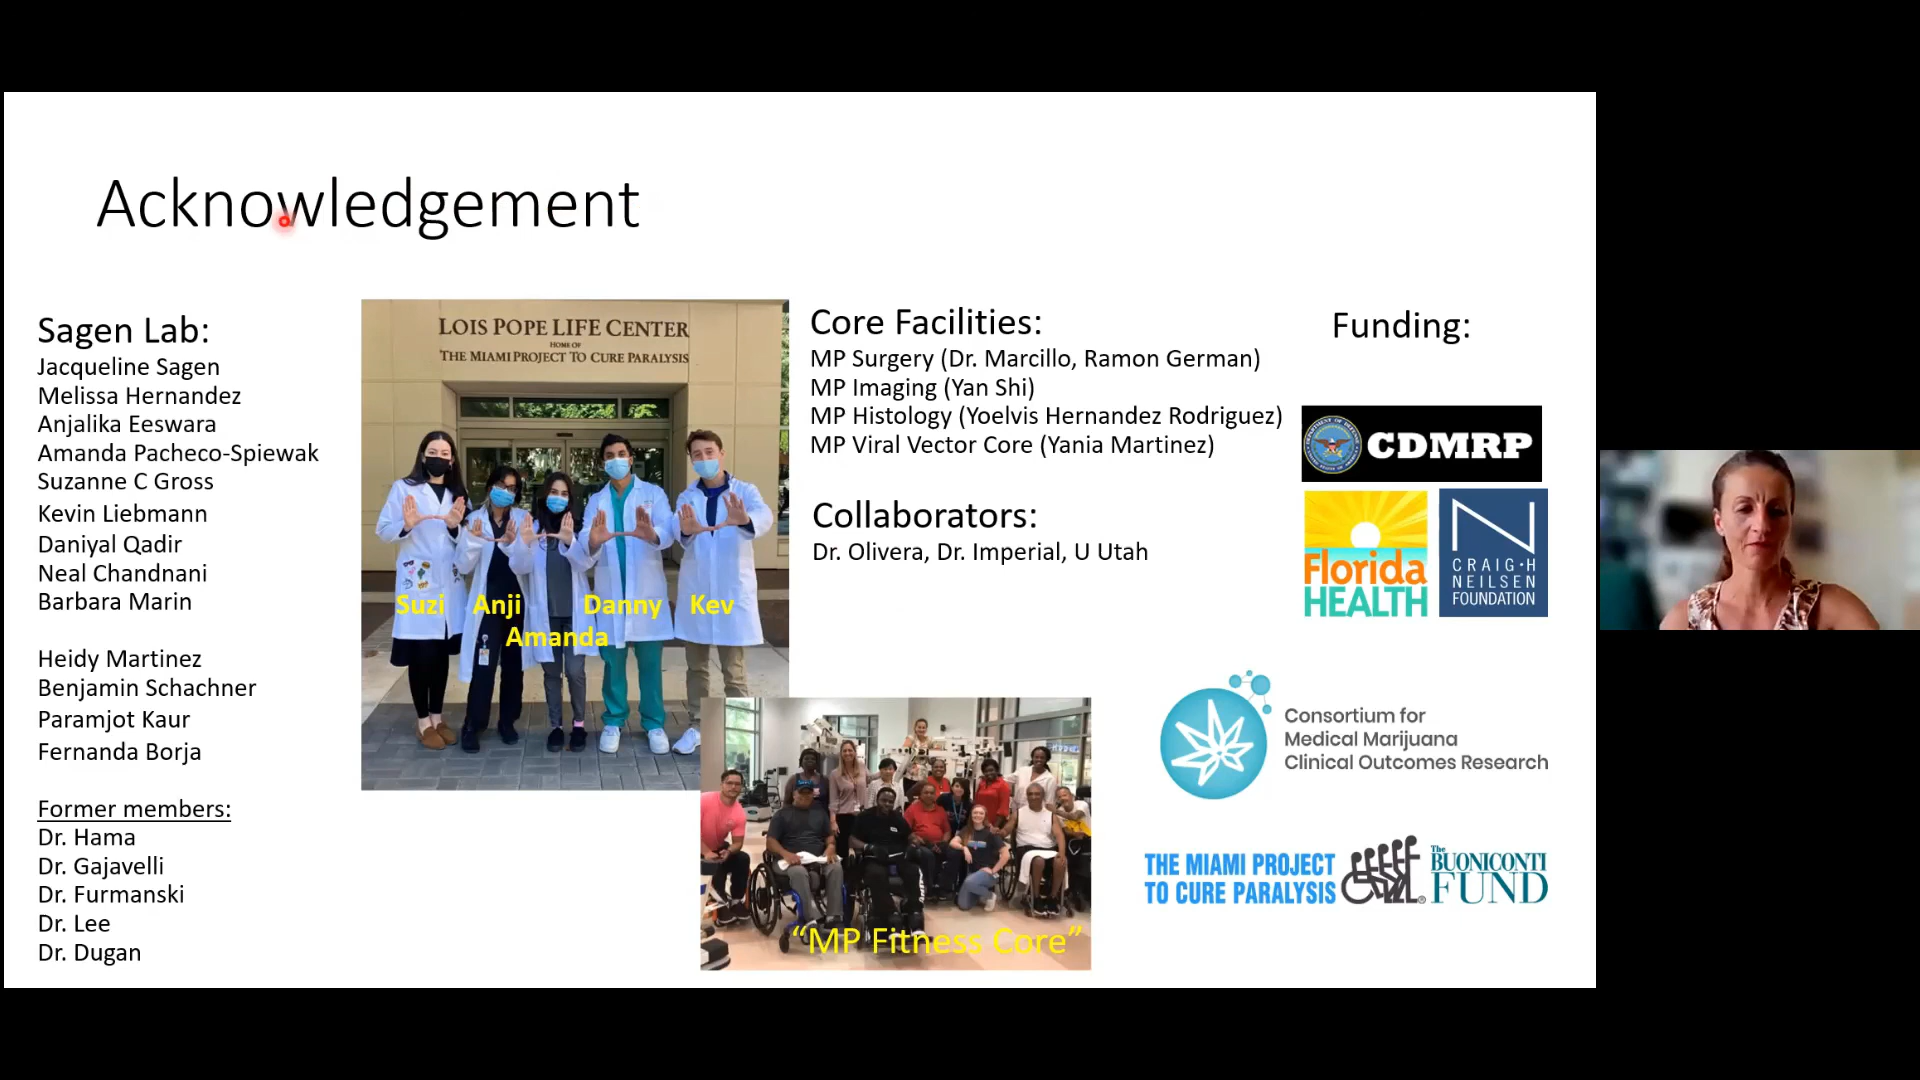 Acknowledgement
Sagen Lab:
Jacqueline Sagen
Melissa Hernandez
Anjalika Eeswara
Amanda Pacheco-Spiewak
Suzanne C Gross
Kevin Liebmann
Daniyal Qadir
Neal Chandnani
Barbara Marin
Heidy Martinez
Benjamin Schachner
Paramjot Kaur
Fernanda Borja
Former members:
Dr. Hama
Dr. Gajavelli
Dr. Furmanski
Dr. Lee
Dr. Dugan
LOIS POPE LIFE CENTER
HOME OF
THE MIAMI PROJECT TO CURE PARALYSIS
Suzi Anji Danny Kev
Amanda
"MP Fitness Core"
Core Facilities:
MP Surgery (Dr. Marcillo, Ramon German)
MP Imaging (Yan Shi)
MP Histology (Yoelvis Hernandez Rodriguez)
MP Viral Vector Core (Yania Martinez)
Collaborators:
Dr. Olivera, Dr. Imperial, U Utah
Funding:
CDMRP
Florida
HEALTH
N
CRAIG·H
NEILSEN
FOUNDATION
Consortium for
Medical Marijuana
Clinical Outcomes Research
THE MIAMI PROJECT
TO CURE PARALYSIS
®
The
BUONICONTI
FUND